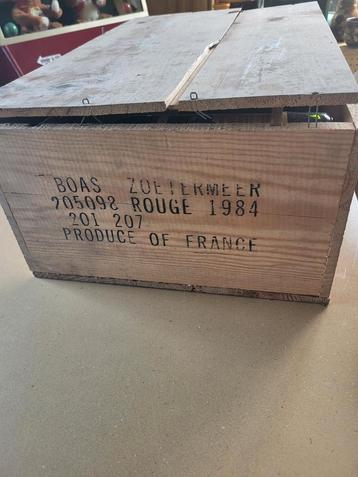 BOAS ZOETERMEER
205098 ROUGE 1984
201 207
PRODUCE OF FRANCE